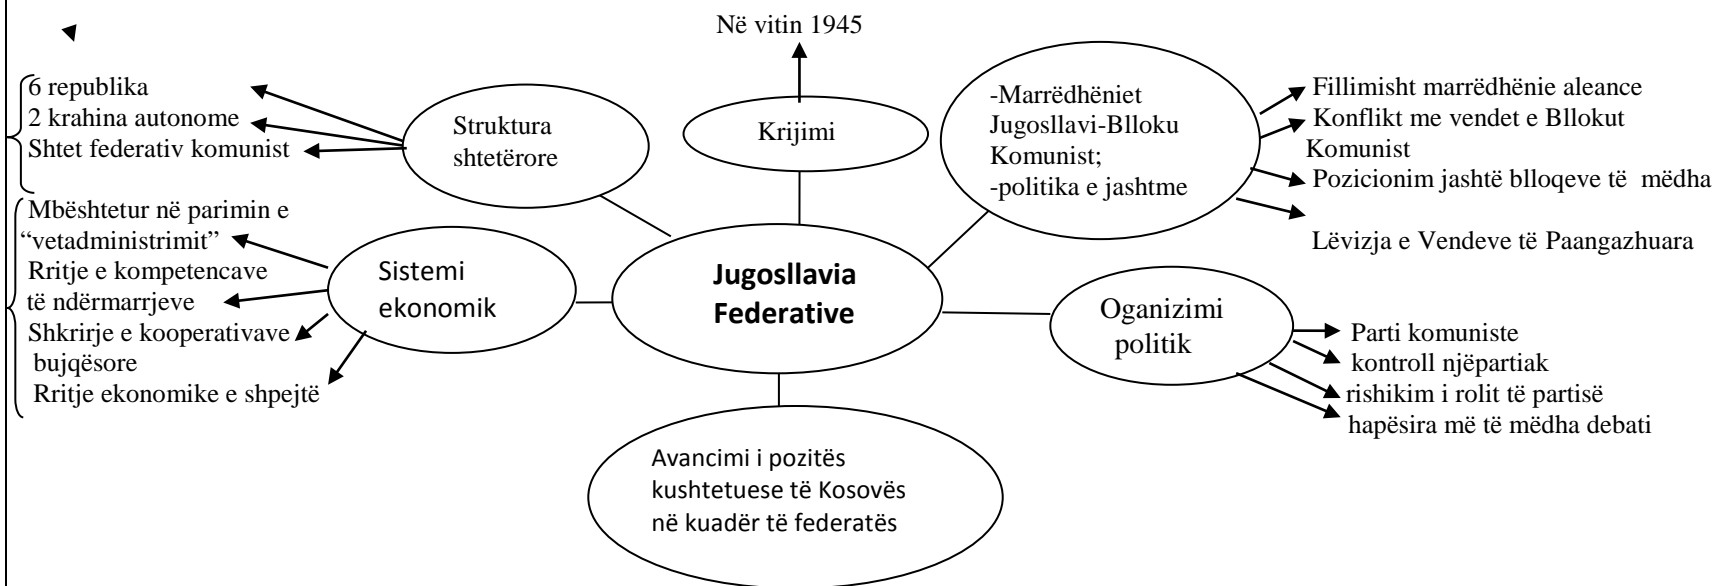 Në vitin 1945
6 republika
2 krahina autonome
Shtet federativ komunist
Struktura
shtetërore
Krijimi
-Marrëdhëniet
Jugosllavi-Blloku
Komunist;
-politika e jashtme
Fillimisht marrëdhënie aleance
Konflikt me vendet e Bllokut
Komunist
Pozicionim jashtë blloqeve të mëdha
Lëvizja e Vendeve të Paangazhuara
Mbështetur në parimin e
“vetadministrimit”
Rritje e kompetencave
të ndërmarrjeve
Shkrirje e kooperativave
bujqësore
Rritje ekonomike e shpejtë
Sistemi
ekonomik
Jugosllavia
Federative
Oganizimi
politik
Parti komuniste
kontroll njëpartiak
rishikim i rolit të partisë
hapësira më të mëdha debati
Avancimi i pozitës
kushtetuese të Kosovës
në kuadër të federatës